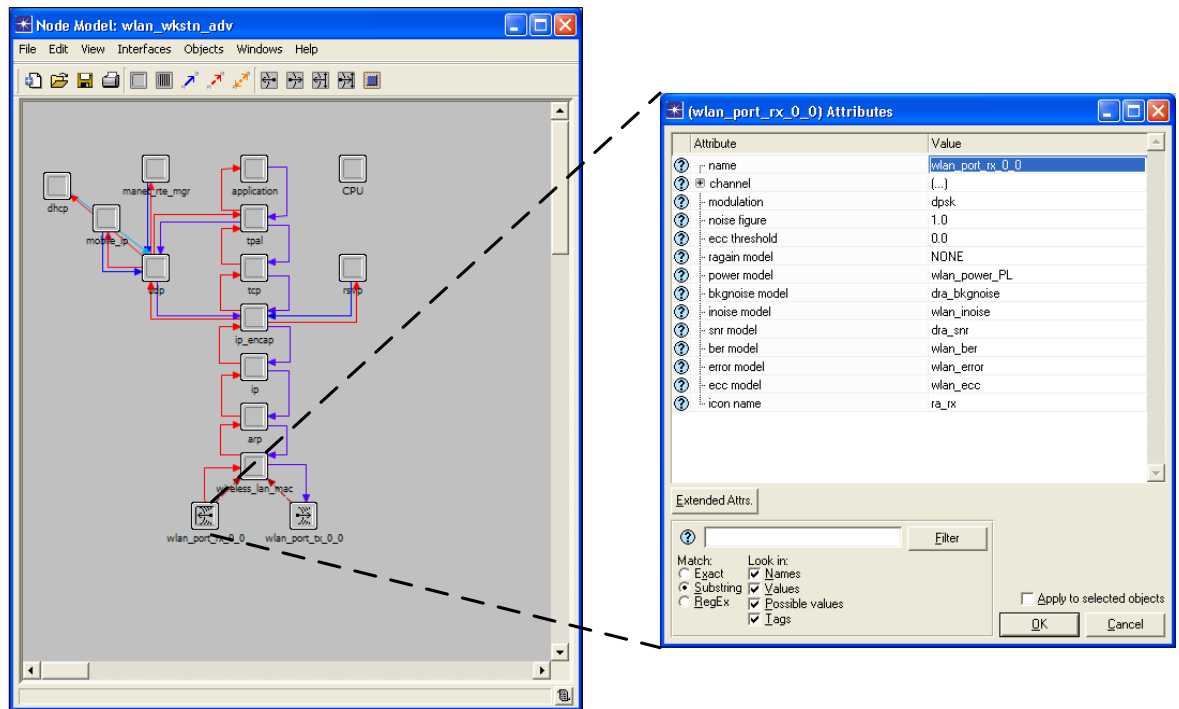 Node Model: wlan_wkstn_adv
File Edit View Interfaces Objects Windows Help
manet_rte_mgr
application
CPU
dhcp
mobile_ip
tpal
udp
tcp
rsvp
ip_encap
ip
arp
wireless_lan_mac
wlan_port_rx_0_0
wlan_port_tx_0_0
(wlan_port_rx_0_0) Attributes
Attribute Value
name wlan_port_rx_0_0
channel (...)
modulation dpsk
noise figure 1.0
ecc threshold 0.0
ragain model NONE
power model wlan_power_PL
bkgnoise model dra_bkgnoise
inoise model wlan_inoise
snr model dra_snr
ber model wlan_ber
error model wlan_error
ecc model wlan_ecc
icon name ra_rx
Extended Attrs.
Filter
Match: Look in:
Exact Names
Substring Values
RegEx Possible values
Tags
Apply to selected objects
OK Cancel